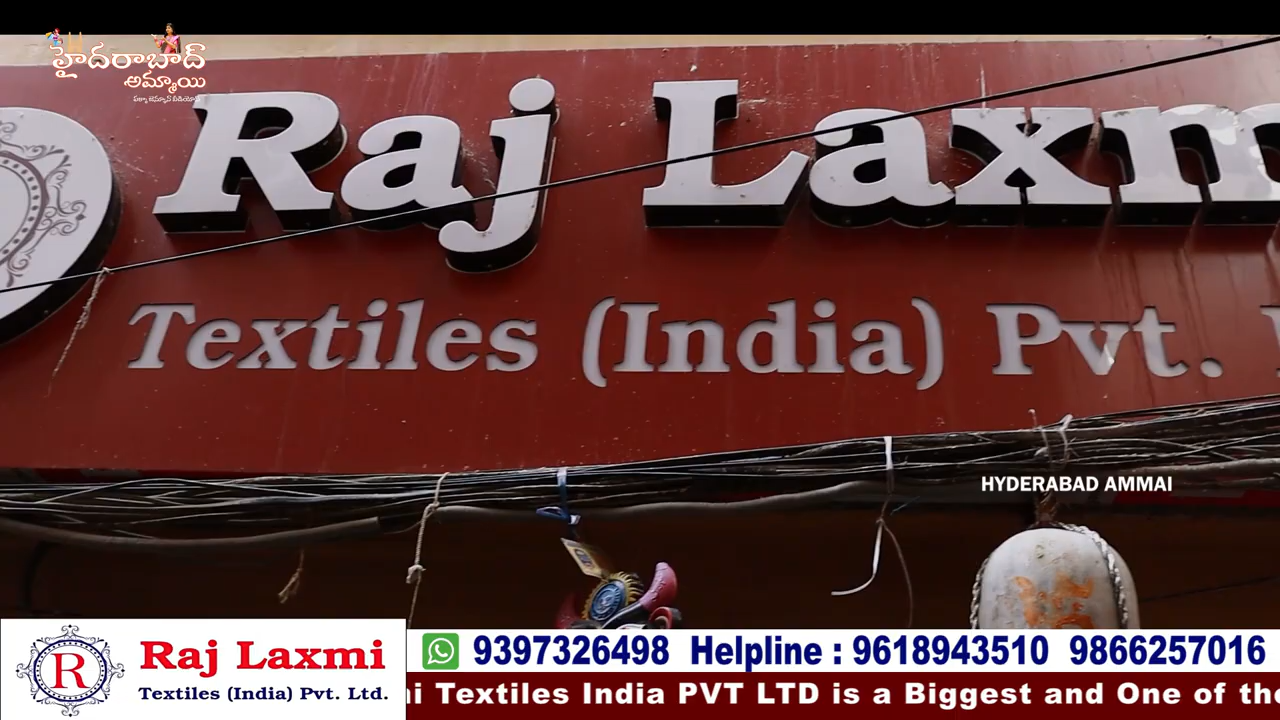 హైదరాబాద్
అమ్మాయి
Raj Laxm
Textiles (India) Pvt.
HYDERABAD AMMAI
R
Raj Laxmi
Textiles (India) Pvt. Ltd.
9397326498 Helpline : 9618943510 9866257016
i Textiles India PVT LTD is a Biggest and One of the